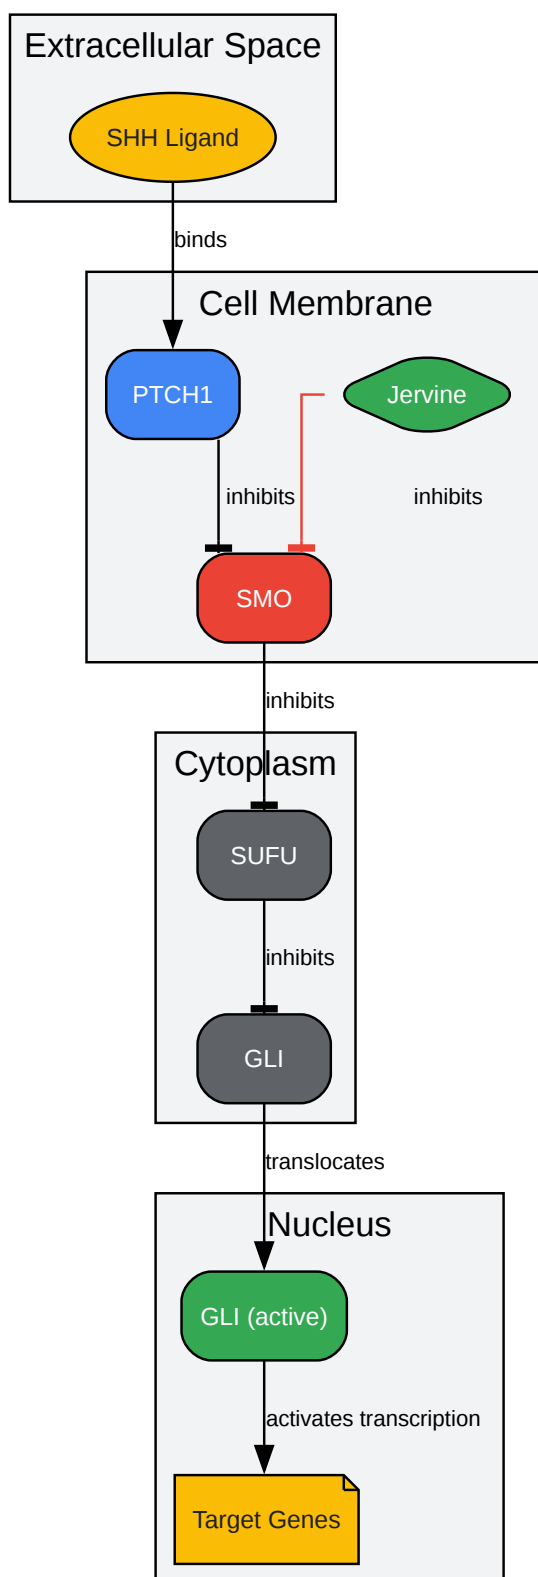 Extracellular Space
SHH Ligand
binds
Cell Membrane
PTCH1
Jervine
inhibits
inhibits
SMO
inhibits
Cytoplasm
SUFU
inhibits
GLI
translocates
Nucleus
GLI (active)
activates transcription
Target Genes